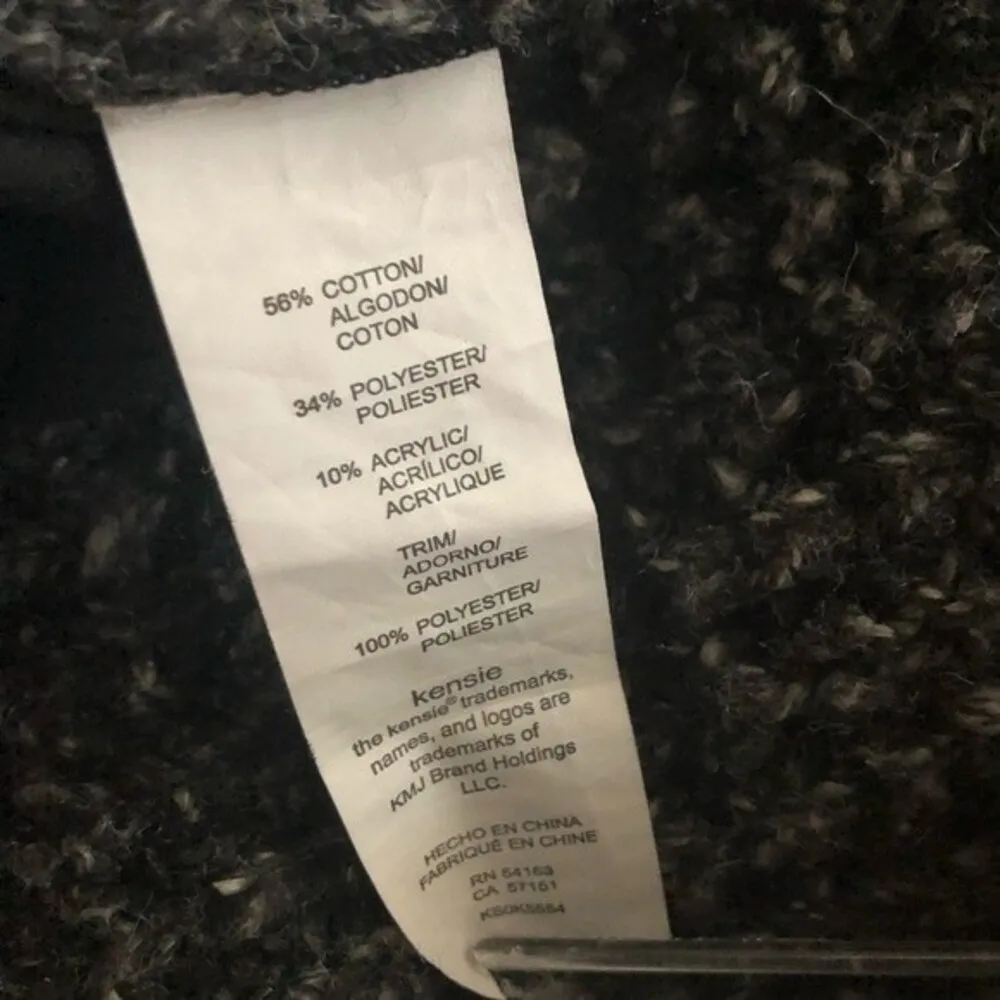 56% COTTON/
ALGODON/
COTON
34% POLYESTER/
POLIESTER
10% ACRYLIC/
ACRÍLICO/
ACRYLIQUE
TRIM/
ADORNO/
GARNITURE
100% POLYESTER/
POLIESTER
kensie
the kensie® trademarks,
names, and logos are
trademarks of
KMJ Brand Holdings
LLC.
HECHO EN CHINA
FABRIQUÉ EN CHINE
RN 54163
CA 57151
KS0K5554